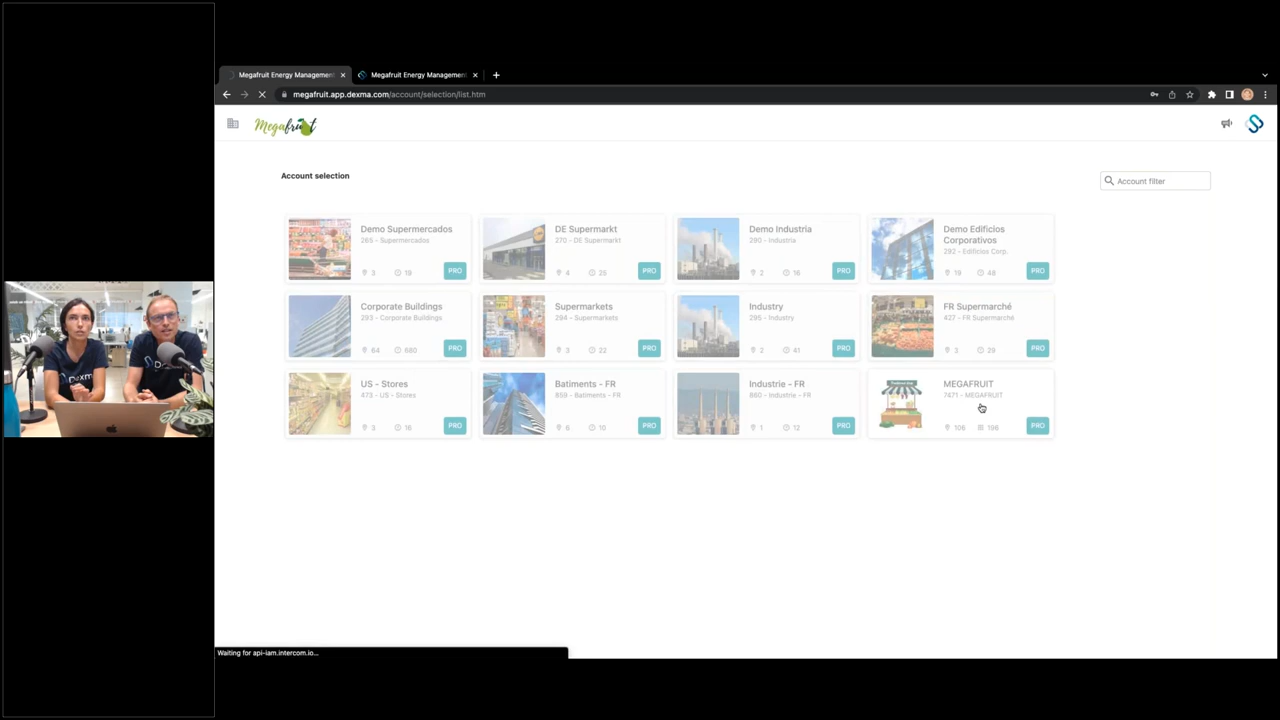 Megafruit Energy Management
Megafruit Energy Management
megafruit.app.dexma.com/account/selection/list.htm
Megafruit
Account selection
Account filter
Demo Supermercados
265 - Supermercados
3 19 PRO
DE Supermarkt
270 - DE Supermarkt
4 25 PRO
Demo Industria
290 - Industria
2 16 PRO
Demo Edificios
Corporativos
292 - Edificios Corp.
19 48 PRO
Corporate Buildings
293 - Corporate Buildings
64 680 PRO
Supermarkets
294 - Supermarkets
3 22 PRO
Industry
295 - Industry
2 41 PRO
FR Supermarché
427 - FR Supermarché
3 29 PRO
US - Stores
473 - US - Stores
3 16 PRO
Batiments - FR
859 - Batiments - FR
6 10 PRO
Industrie - FR
860 - Industrie - FR
1 12 PRO
MEGAFRUIT
7471 - MEGAFRUIT
106 196 PRO
Waiting for api-iam.intercom.io...